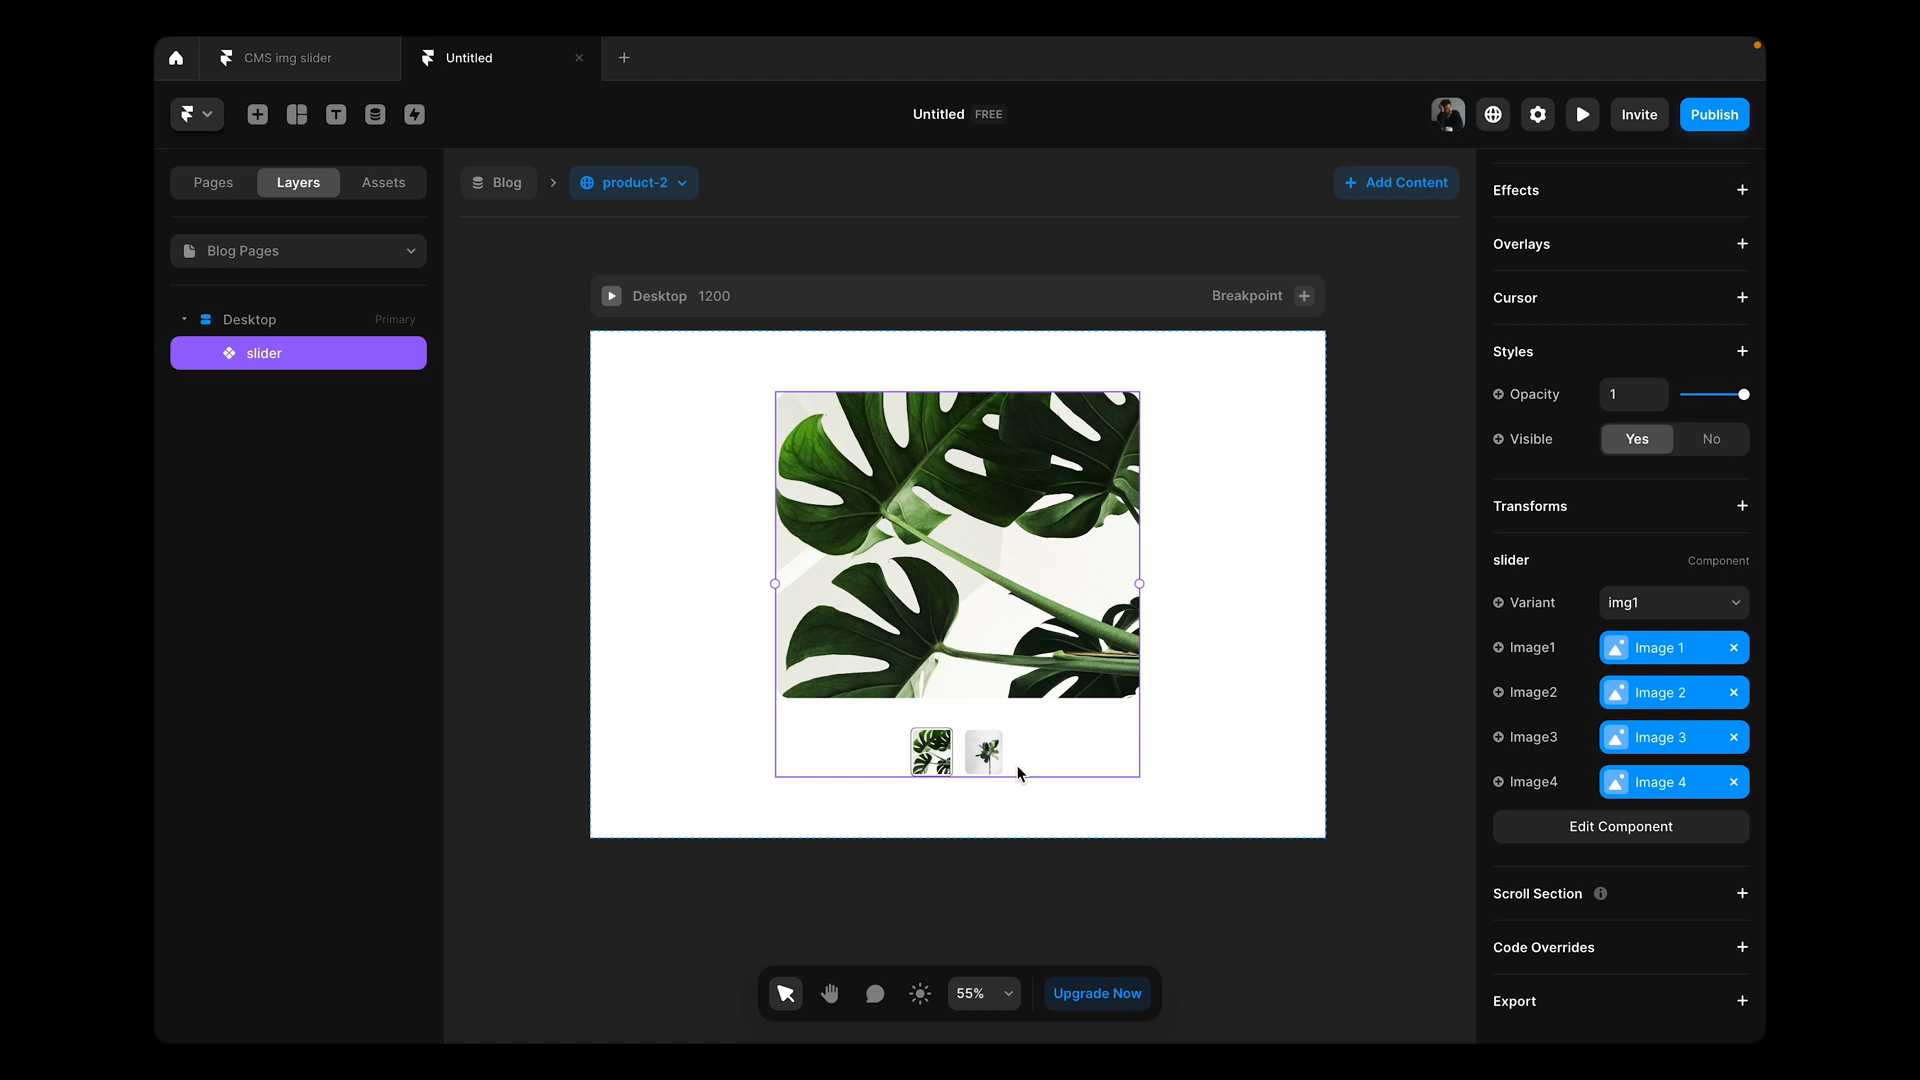 CMS img slider
Untitled
Untitled FREE
Invite
Publish
Pages
Layers
Assets
Blog Pages
Desktop Primary
slider
Blog
product-2
Add Content
Desktop 1200
Breakpoint
Effects
Overlays
Cursor
Styles
Opacity 1
Visible Yes No
Transforms
slider Component
Variant img1
Image1 Image 1
Image2 Image 2
Image3 Image 3
Image4 Image 4
Edit Component
Scroll Section
Code Overrides
Export
55%
Upgrade Now